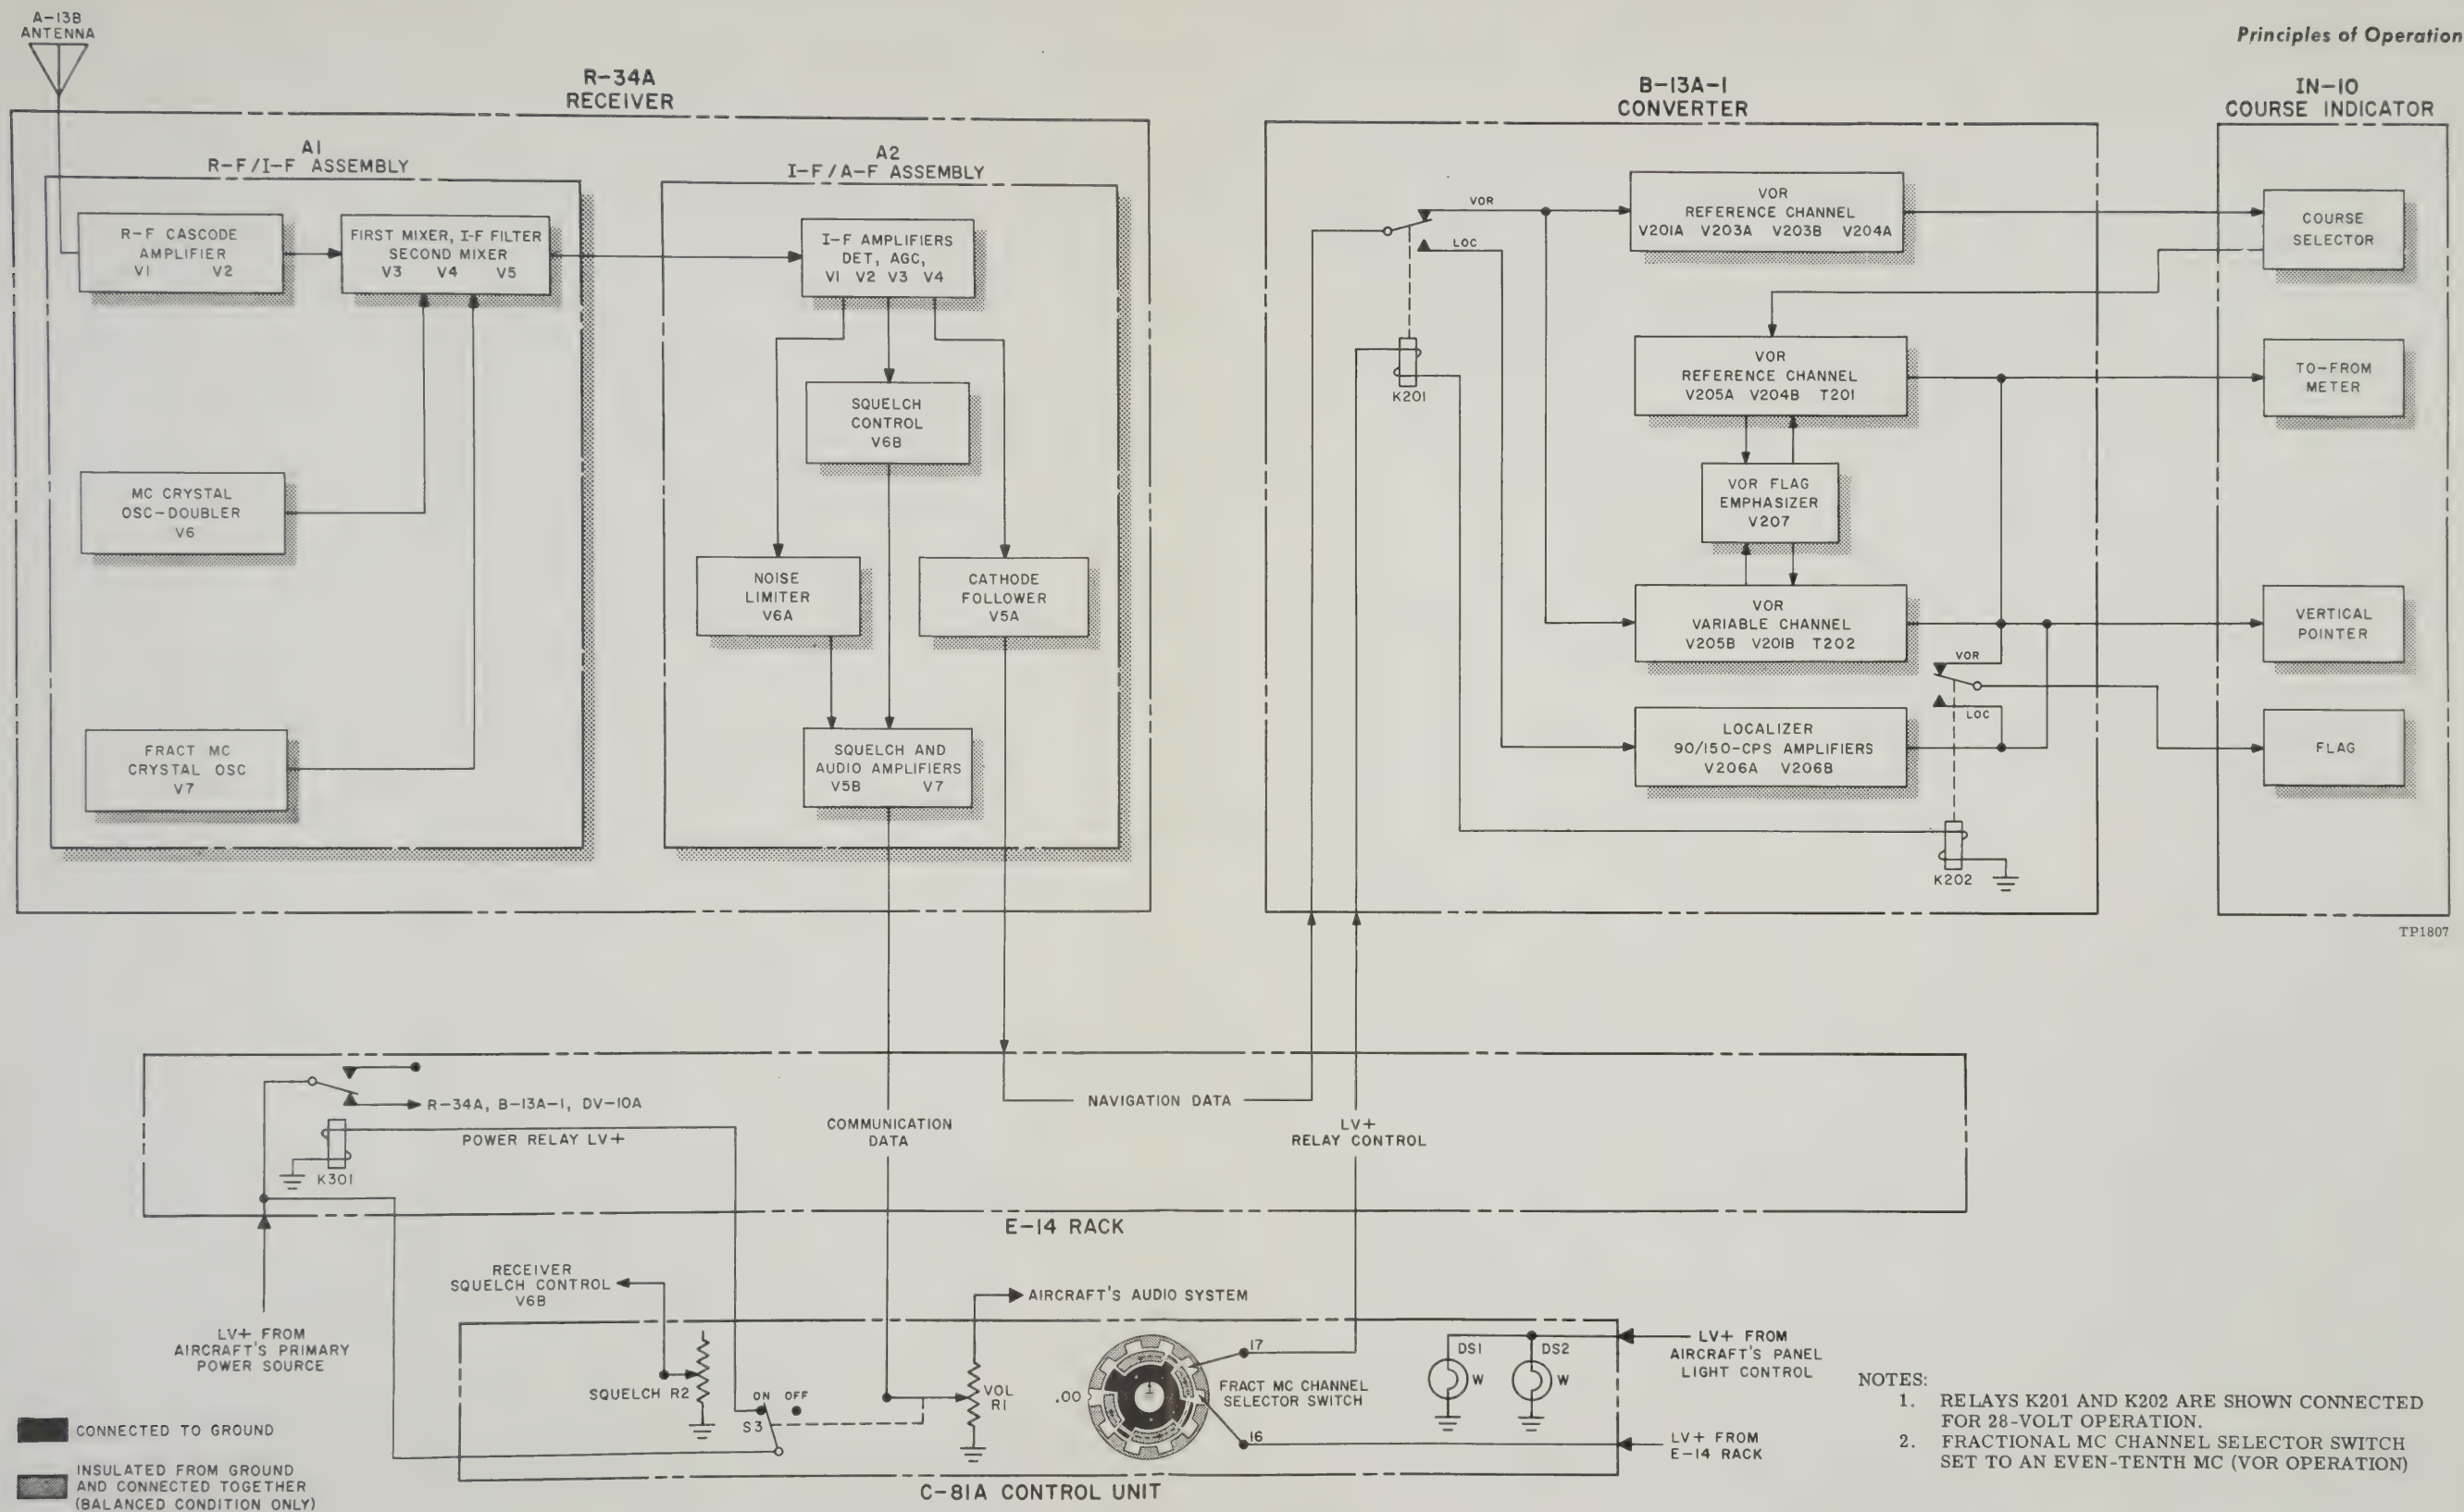 Principles of Operation
A-13B
ANTENNA
R-34A
RECEIVER
A1
R-F/I-F ASSEMBLY
R-F CASCODE
AMPLIFIER
V1 V2
FIRST MIXER, I-F FILTER
SECOND MIXER
V3 V4 V5
MC CRYSTAL
OSC-DOUBLER
V6
FRACT MC
CRYSTAL OSC
V7
A2
I-F/A-F ASSEMBLY
I-F AMPLIFIERS
DET, AGC,
V1 V2 V3 V4
SQUELCH
CONTROL
V6B
NOISE
LIMITER
V6A
CATHODE
FOLLOWER
V5A
SQUELCH AND
AUDIO AMPLIFIERS
V5B V7
B-13A-1
CONVERTER
VOR
LOC
K201
VOR
REFERENCE CHANNEL
V201A V203A V203B V204A
VOR
REFERENCE CHANNEL
V205A V204B T201
VOR FLAG
EMPHASIZER
V207
VOR
VARIABLE CHANNEL
V205B V201B T202
VOR
LOC
LOCALIZER
90/150-CPS AMPLIFIERS
V206A V206B
K202
IN-10
COURSE INDICATOR
COURSE
SELECTOR
TO-FROM
METER
VERTICAL
POINTER
FLAG
TP1807
R-34A, B-13A-1, DV-10A
POWER RELAY LV+
K301
COMMUNICATION
DATA
NAVIGATION DATA
LV+
RELAY CONTROL
E-14 RACK
LV+ FROM
AIRCRAFT'S PRIMARY
POWER SOURCE
RECEIVER
SQUELCH CONTROL
V6B
AIRCRAFT'S AUDIO SYSTEM
SQUELCH R2
ON OFF
S3
VOL
R1
.00
17
FRACT MC CHANNEL
SELECTOR SWITCH
16
DS1
W
DS2
W
LV+ FROM
AIRCRAFT'S PANEL
LIGHT CONTROL
LV+ FROM
E-14 RACK
C-81A CONTROL UNIT
CONNECTED TO GROUND
INSULATED FROM GROUND
AND CONNECTED TOGETHER
(BALANCED CONDITION ONLY)
NOTES:
1. RELAYS K201 AND K202 ARE SHOWN CONNECTED
FOR 28-VOLT OPERATION.
2. FRACTIONAL MC CHANNEL SELECTOR SWITCH
SET TO AN EVEN-TENTH MC (VOR OPERATION)